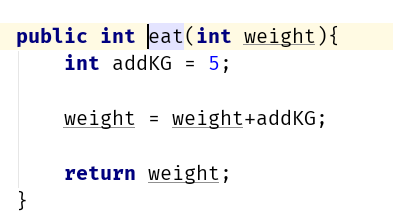 public int eat(int weight){
int addKG = 5;
weight = weight+addKG;
return weight;
}